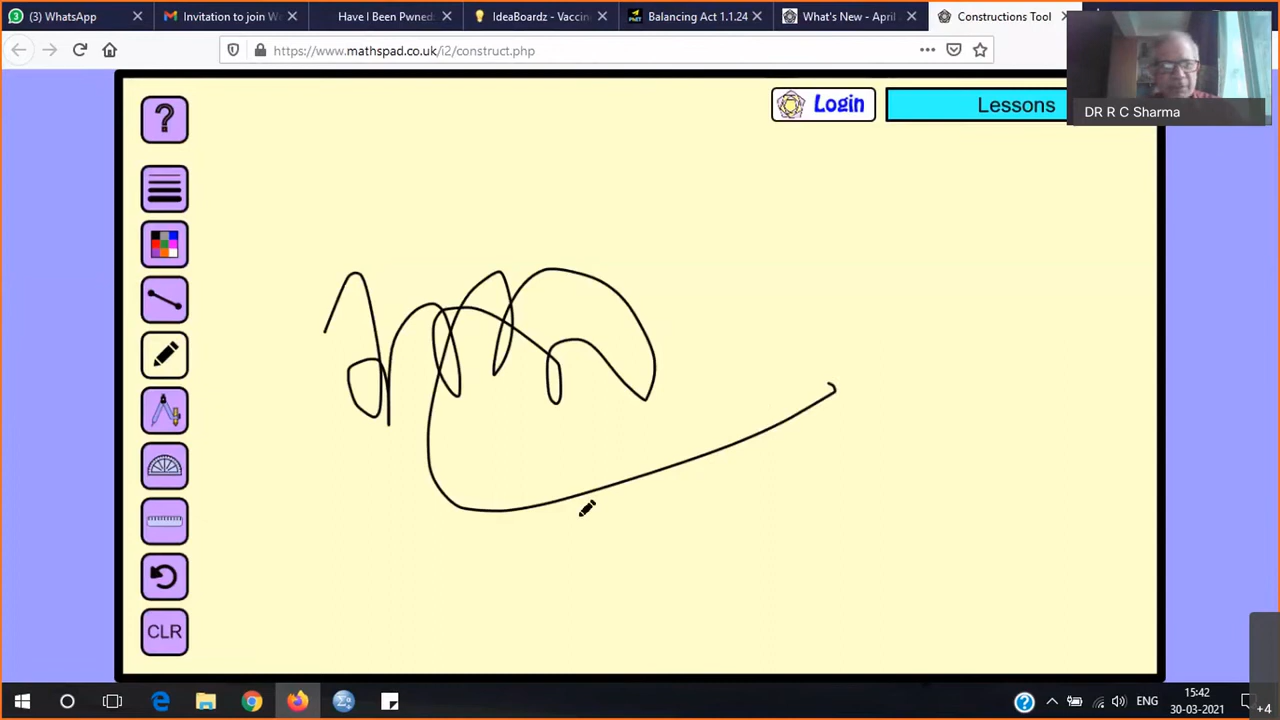 (3) WhatsApp
Invitation to join W
Have I Been Pwned
IdeaBoardz - Vaccin
Balancing Act 1.1.24
What's New - April
Constructions Tool
https://www.mathspad.co.uk/i2/construct.php
DR R C Sharma
?
Login
Lessons
CLR
ENG
15:42
30-03-2021
+4